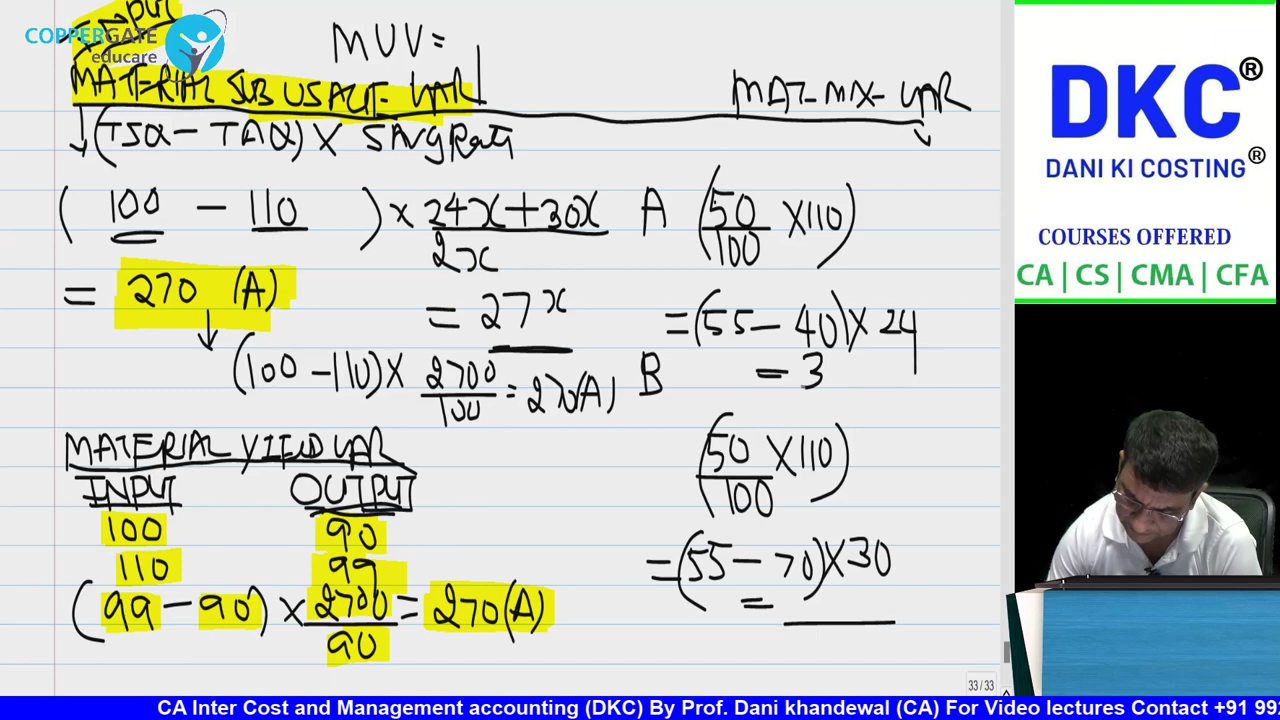 INPUT
COPPERGATE
educare
MUV =
MATERIAL SUB USAGE VAR
MAT-MIX-VAR
(TSQ - TAQ) X SAvg Rate
( 100 - 110 ) × 24x+30x
2x
= 270 (A)
= 27x
(100 - 110) × 2700
100
= 270(A)
MATERIAL YIELD VAR
INPUT OUTPUT
100 90
110 99
(99 - 90) × 2700 = 270(A)
90
A (50 X110)
100
=(55 - 40)X 24
= 3
B
(50 X110)
100
=(55 - 70)X30
=
33 / 33
DKC®
DANI KI COSTING®
COURSES OFFERED
CA | CS | CMA | CFA
CA Inter Cost and Management accounting (DKC) By Prof. Dani khandewal (CA) For Video lectures Contact +91 99